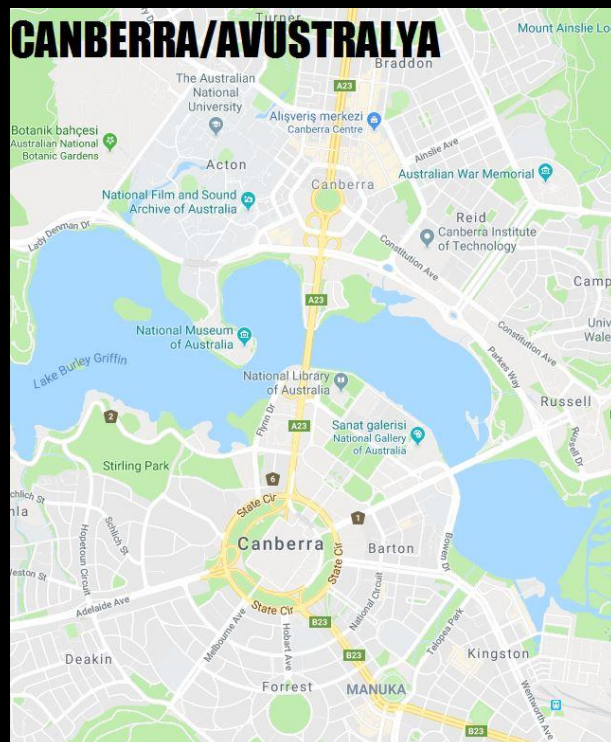 Turner
Mount Ainslie Loo
CANBERRA/AVUSTRALYA
Braddon
The Australian
National
University
A23
Alışveriş merkezi
Canberra Centre
Botanik bahçesi
Australian National
Botanic Gardens
Ainslie Ave
Acton
Australian War Memorial
National Film and Sound
Archive of Australia
Canberra
Reid
Canberra Institute
of Technology
Lady Denman Dr
Constitution Ave
Camp
A23
National Museum
of Australia
Univ
Wale
Constitution Ave
Parkes Way
Lake Burley Griffin
National Library
of Australia
Russell
2
Flynn Dr
A23
Sanat galerisi
National Gallery
of Australia
Russell Dr
Stirling Park
6
Schlich St
State Cir
1
nla
Hopetoun Circuit
Schlich St
Canberra
State Cir
Barton
Bowen Dr
Weston St
National Circuit
Adelaide Ave
State Cir
B23
Telopea Park
Melbourne Ave
Hobart Ave
Deakin
B23
Kingston
Forrest
MANUKA
Wentworth Ave
B23